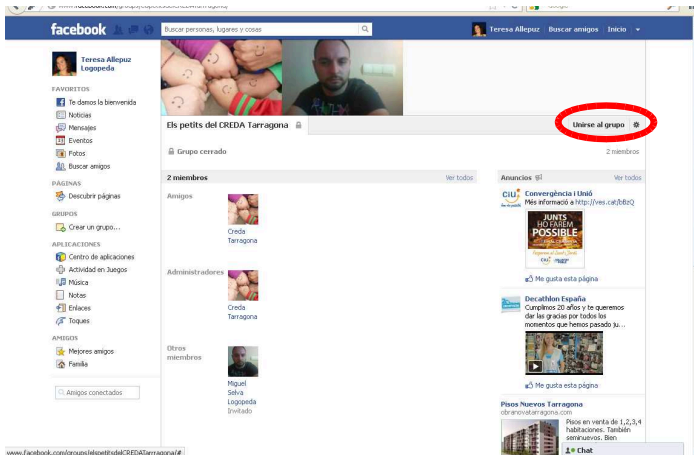 facebook
Buscar personas, lugares y cosas
Teresa Allepuz Buscar amigos Inicio
Teresa Allepuz
Logopeda
FAVORITOS
Te damos la bienvenida
Noticias
Mensajes
Eventos
Fotos
Buscar amigos
PÁGINAS
Descubrir páginas
GRUPOS
Crear un grupo...
APLICACIONES
Centro de aplicaciones
Actividad en Juegos
Música
Notas
Enlaces
Toques
AMIGOS
Mejores amigos
Familia
Amigos conectados
Els petits del CREDA Tarragona
Unirse al grupo
Grupo cerrado
2 miembros
2 miembros
Ver todos
Amigos
Creda
Tarragona
Administradores
Creda
Tarragona
Otros
miembros
Miguel
Selva
Logopeda
Invitado
Anuncios
Ver todos
Convergència i Unió
Més informació a http://ves.cat/bBzQ
ciu
JUNTS
HO FAREM
POSSIBLE
Me gusta esta página
Decathlon España
Cumplimos 20 años y te queremos
dar las gracias por todos los
momentos que hemos pasado ju...
Me gusta esta página
Pisos Nuevos Tarragona
obranovatarragona.com
Pisos en venta de 1,2,3,4
habitaciones. También
seminuevos. Bien
Chat
www.facebook.com/groups/elspetitsdelCREDATarrragona/#